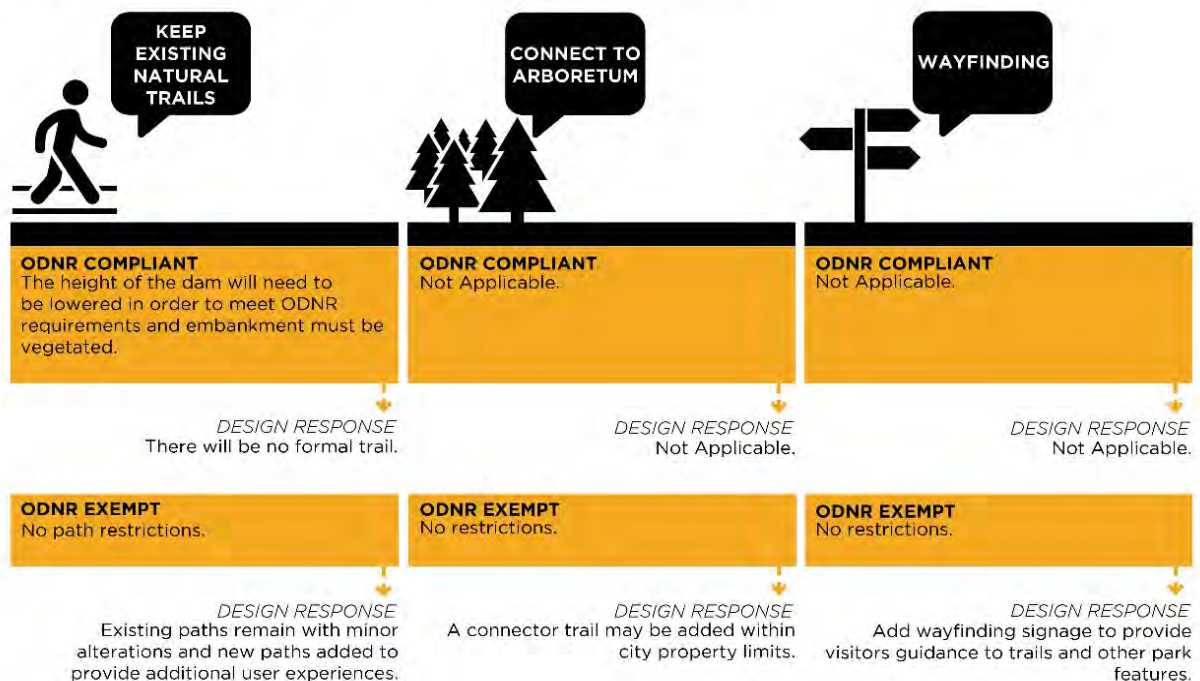 KEEP
EXISTING
NATURAL
TRAILS
ODNR COMPLIANT
The height of the dam will need to
be lowered in order to meet ODNR
requirements and embankment must be
vegetated.
DESIGN RESPONSE
There will be no formal trail.
ODNR EXEMPT
No path restrictions.
DESIGN RESPONSE
Existing paths remain with minor
alterations and new paths added to
provide additional user experiences.
CONNECT TO
ARBORETUM
ODNR COMPLIANT
Not Applicable.
DESIGN RESPONSE
Not Applicable.
ODNR EXEMPT
No restrictions.
DESIGN RESPONSE
A connector trail may be added within
city property limits.
WAYFINDING
ODNR COMPLIANT
Not Applicable.
DESIGN RESPONSE
Not Applicable.
ODNR EXEMPT
No restrictions.
DESIGN RESPONSE
Add wayfinding signage to provide
visitors guidance to trails and other park
features.